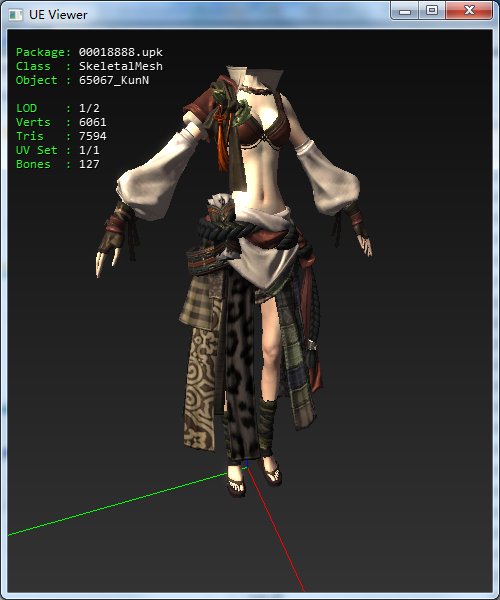 UE Viewer
Package: 00018888.upk
Class : SkeletalMesh
Object : 65067_KunN
LOD : 1/2
Verts : 6061
Tris : 7594
UV Set : 1/1
Bones : 127